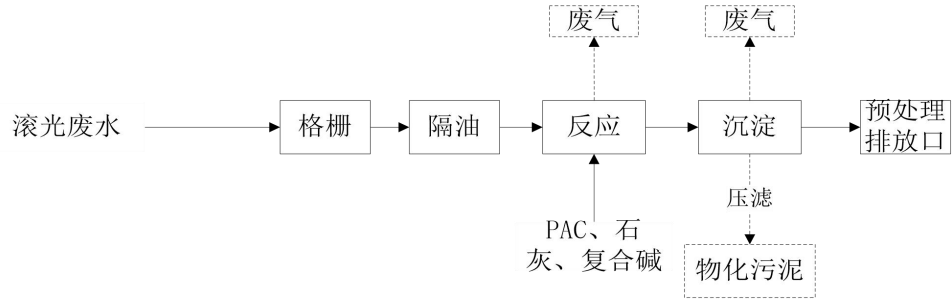 废气
废气
滚光废水
格栅
隔油
反应
沉淀
预处理
排放口
压滤
PAC、石
灰、复合碱
物化污泥